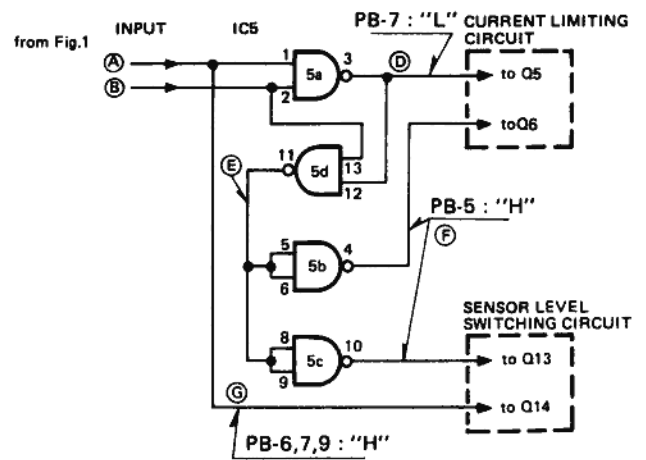 PB-7 : "L"
CURRENT LIMITING
CIRCUIT
from Fig.1
INPUT
IC5
A
1
3
5a
D
to Q5
B
2
toQ6
11
13
E
5d
12
PB-5 : "H"
F
5
4
5b
6
SENSOR LEVEL
SWITCHING CIRCUIT
8
10
5c
to Q13
9
G
to Q14
PB-6,7,9 : "H"